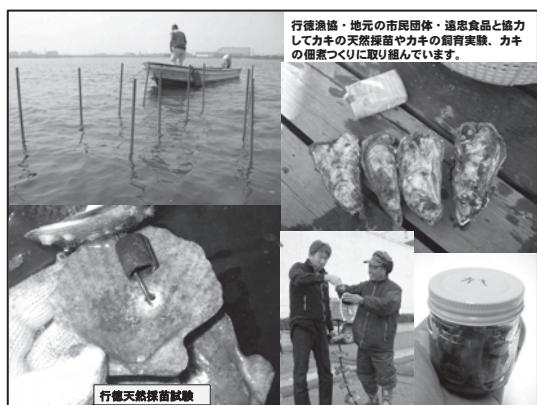 行徳漁協・地元の市民団体・遠忠食品と協力
してカキの天然採苗やカキの飼育実験、カキ
の佃煮つくりに取り組んでいます。
行徳天然採苗試験